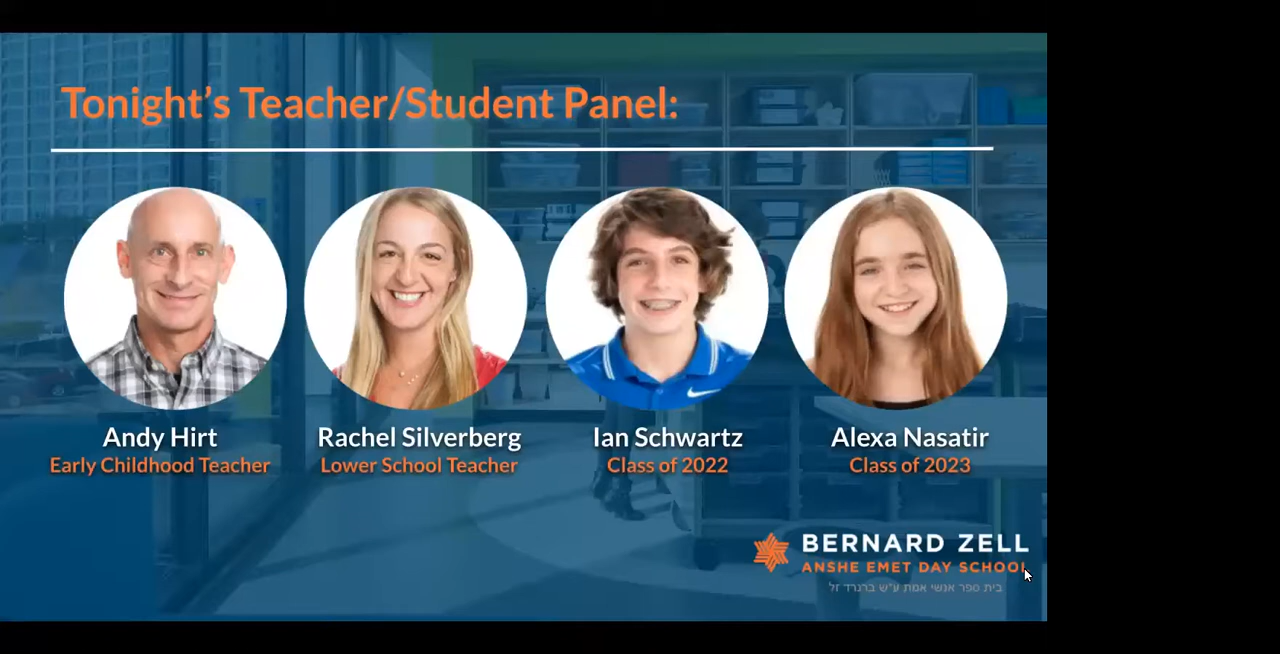 Tonight's Teacher/Student Panel:
Andy Hirt
Early Childhood Teacher
Rachel Silverberg
Lower School Teacher
Ian Schwartz
Class of 2022
Alexa Nasatir
Class of 2023
BERNARD ZELL
ANSHE EMET DAY SCHOOL
בית ספר אנשי אמת ע״ש ברנרד זל